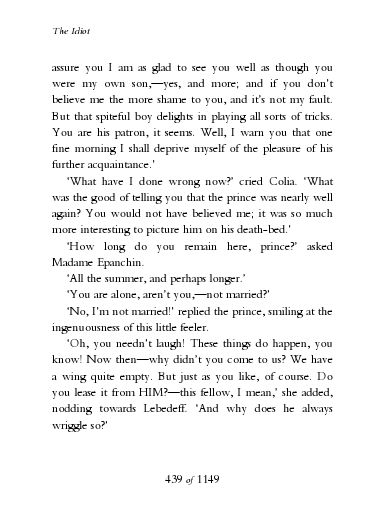 The Idiot
assure you I am as glad to see you well as though you
were my own son,—yes, and more; and if you don't
believe me the more shame to you, and it's not my fault.
But that spiteful boy delights in playing all sorts of tricks.
You are his patron, it seems. Well, I warn you that one
fine morning I shall deprive myself of the pleasure of his
further acquaintance.'
'What have I done wrong now?' cried Colia. 'What
was the good of telling you that the prince was nearly well
again? You would not have believed me; it was so much
more interesting to picture him on his death-bed.'
'How long do you remain here, prince?' asked
Madame Epanchin.
'All the summer, and perhaps longer.'
'You are alone, aren't you,—not married?'
'No, I'm not married!' replied the prince, smiling at the
ingenuousness of this little feeler.
'Oh, you needn't laugh! These things do happen, you
know! Now then—why didn't you come to us? We have
a wing quite empty. But just as you like, of course. Do
you lease it from HIM?—this fellow, I mean,' she added,
nodding towards Lebedeff. 'And why does he always
wriggle so?'
439 of 1149